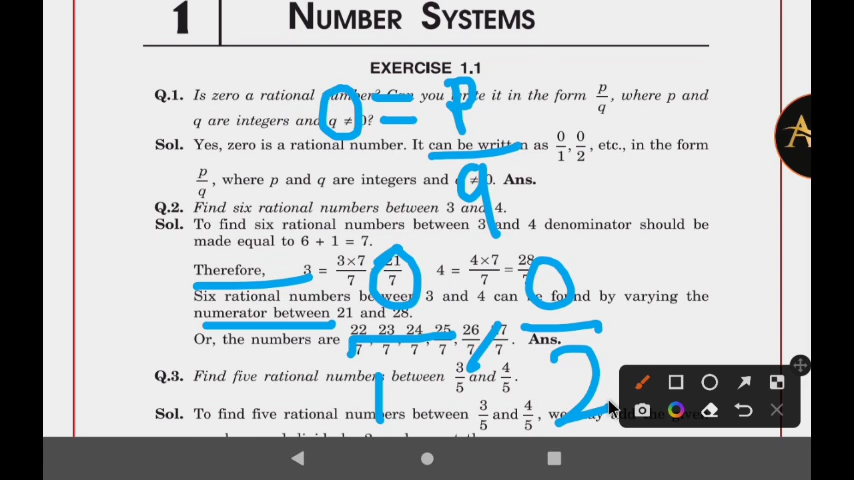 1 NUMBER SYSTEMS
EXERCISE 1.1
Q.1. Is zero a rational number? Can you write it in the form p/q, where p and
q are integers and q ≠ 0?
0 = p/q
Sol. Yes, zero is a rational number. It can be written as 0/1, 0/2, etc., in the form
p/q, where p and q are integers and q ≠ 0. Ans.
Q.2. Find six rational numbers between 3 and 4.
Sol. To find six rational numbers between 3 and 4 denominator should be
made equal to 6 + 1 = 7.
Therefore, 3 = 3×7/7 = 21/7 4 = 4×7/7 = 28/7
Six rational numbers between 3 and 4 can be found by varying the
numerator between 21 and 28.
Or, the numbers are 22/7, 23/7, 24/7, 25/7, 26/7, 27/7. Ans.
0/1 / 0/2
Q.3. Find five rational numbers between 3/5 and 4/5.
Sol. To find five rational numbers between 3/5 and 4/5, we
A